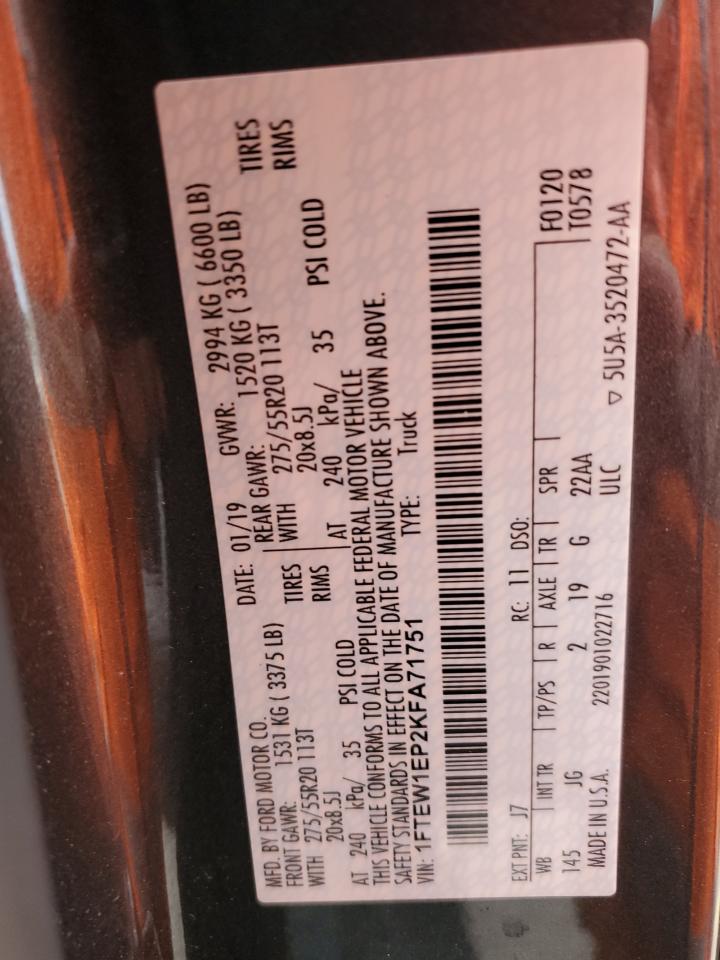 MFD. BY FORD MOTOR CO. DATE: 01/19 GVWR: 2994 KG ( 6600 LB)
FRONT GAWR: 1531 KG ( 3375 LB) REAR GAWR: 1520 KG ( 3350 LB)
WITH 275/55R20 113T TIRES WITH 275/55R20 113T TIRES
20x8.5J RIMS 20x8.5J RIMS
AT 240 kPa/ 35 PSI COLD AT 240 kPa/ 35 PSI COLD
THIS VEHICLE CONFORMS TO ALL APPLICABLE FEDERAL MOTOR VEHICLE
SAFETY STANDARDS IN EFFECT ON THE DATE OF MANUFACTURE SHOWN ABOVE.
VIN: 1FTEW1EP2KFA71751 TYPE: Truck
EXT PNT: J7 RC: 11 DSO: F0120
WB INT TR TP/PS R AXLE TR SPR T0578
145 JG 2 19 G 22AA
MADE IN U.S.A. 2201901022716 ULC ▽ 5U5A-3520472-AA